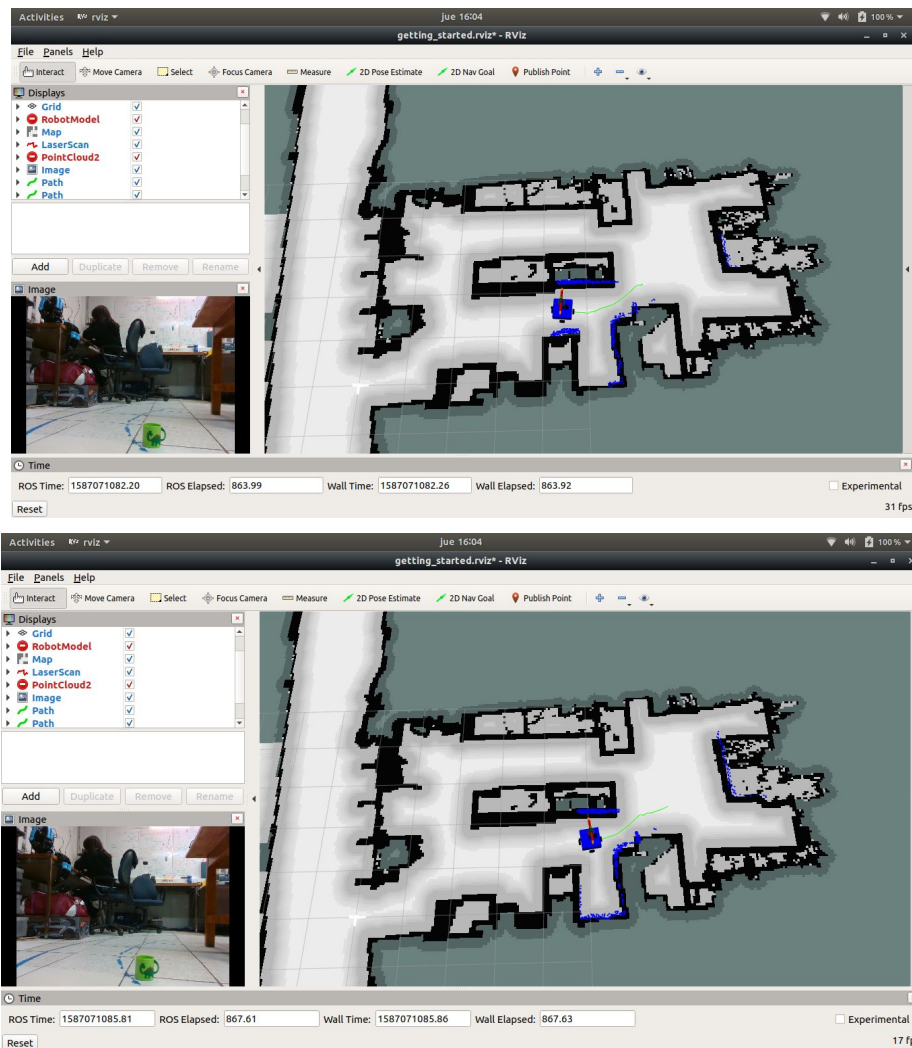 Activities RViz rviz jue 16:04 100 %
getting_started.rviz* - RViz
File Panels Help
Interact Move Camera Select Focus Camera Measure 2D Pose Estimate 2D Nav Goal Publish Point
Displays
Grid
RobotModel
Map
LaserScan
PointCloud2
Image
Path
Path
Add Duplicate Remove Rename
Image
Time
ROS Time: 1587071082.20 ROS Elapsed: 863.99 Wall Time: 1587071082.26 Wall Elapsed: 863.92 Experimental
Reset 31 fps
Activities RViz rviz jue 16:04 100 %
getting_started.rviz* - RViz
File Panels Help
Interact Move Camera Select Focus Camera Measure 2D Pose Estimate 2D Nav Goal Publish Point
Displays
Grid
RobotModel
Map
LaserScan
PointCloud2
Image
Path
Path
Add Duplicate Remove Rename
Image
Time
ROS Time: 1587071085.81 ROS Elapsed: 867.61 Wall Time: 1587071085.86 Wall Elapsed: 867.63 Experimental
Reset 17 fp